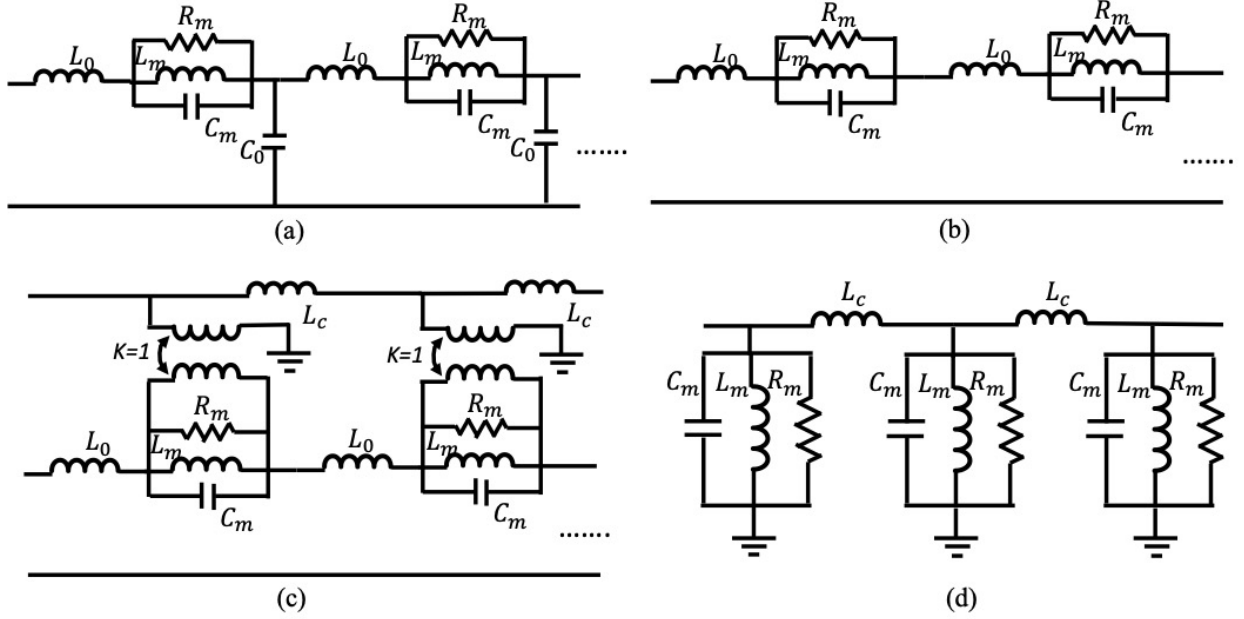 R_m
L_0
L_m
C_m
C_0
R_m
L_0
L_m
C_m
C_0
.......
(a)
R_m
L_0
L_m
C_m
R_m
L_0
L_m
C_m
.......
(b)
L_c
L_c
K=1
K=1
R_m
L_0
L_m
C_m
R_m
L_0
L_m
C_m
.......
(c)
L_c
L_c
C_m
L_m
R_m
C_m
L_m
R_m
C_m
L_m
R_m
(d)